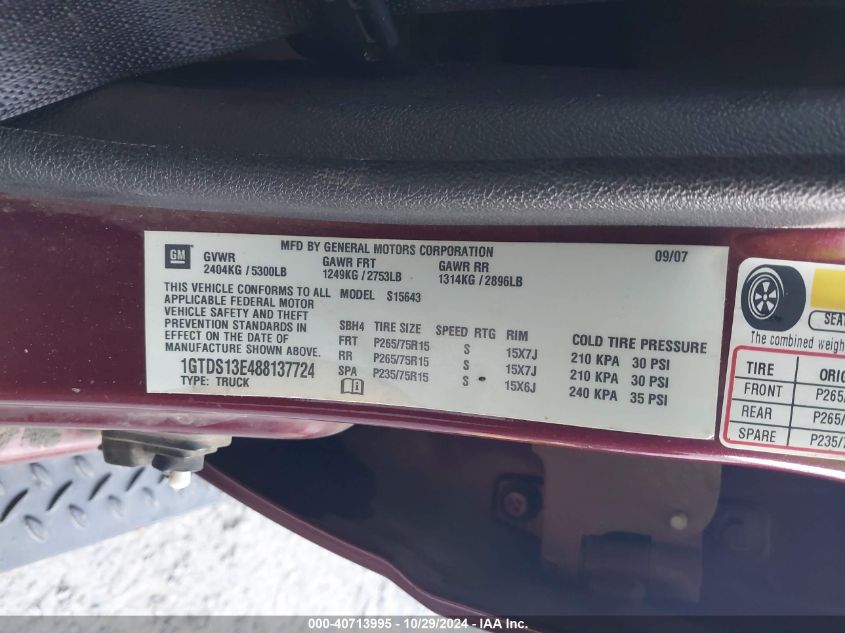 GM
MFD BY GENERAL MOTORS CORPORATION
09/07
GVWR GAWR FRT GAWR RR
2404KG / 5300LB 1249KG / 2753LB 1314KG / 2896LB
THIS VEHICLE CONFORMS TO ALL
APPLICABLE FEDERAL MOTOR
VEHICLE SAFETY AND THEFT
PREVENTION STANDARDS IN
EFFECT ON THE DATE OF
MANUFACTURE SHOWN ABOVE.
1GTDS13E488137724
TYPE: TRUCK
MODEL S15643
SBH4 TIRE SIZE SPEED RTG RIM COLD TIRE PRESSURE
FRT P265/75R15 S 15X7J 210 KPA 30 PSI
RR P265/75R15 S 15X7J 210 KPA 30 PSI
SPA P235/75R15 S 15X6J 240 KPA 35 PSI
SEA
The combined weigh
TIRE ORIG
FRONT P265/
REAR P265/
SPARE P235/7
000-40713995 - 10/29/2024 - IAA Inc.